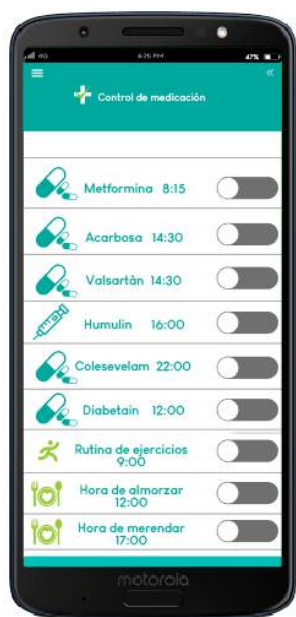 6:25 PM 47%
Control de medicación
Metformina 8:15
Acarbosa 14:30
Valsartàn 14:30
Humulin 16:00
Colesevelam 22:00
Diabetain 12:00
Rutina de ejercicios
9:00
Hora de almorzar
12:00
Hora de merendar
17:00
motorola